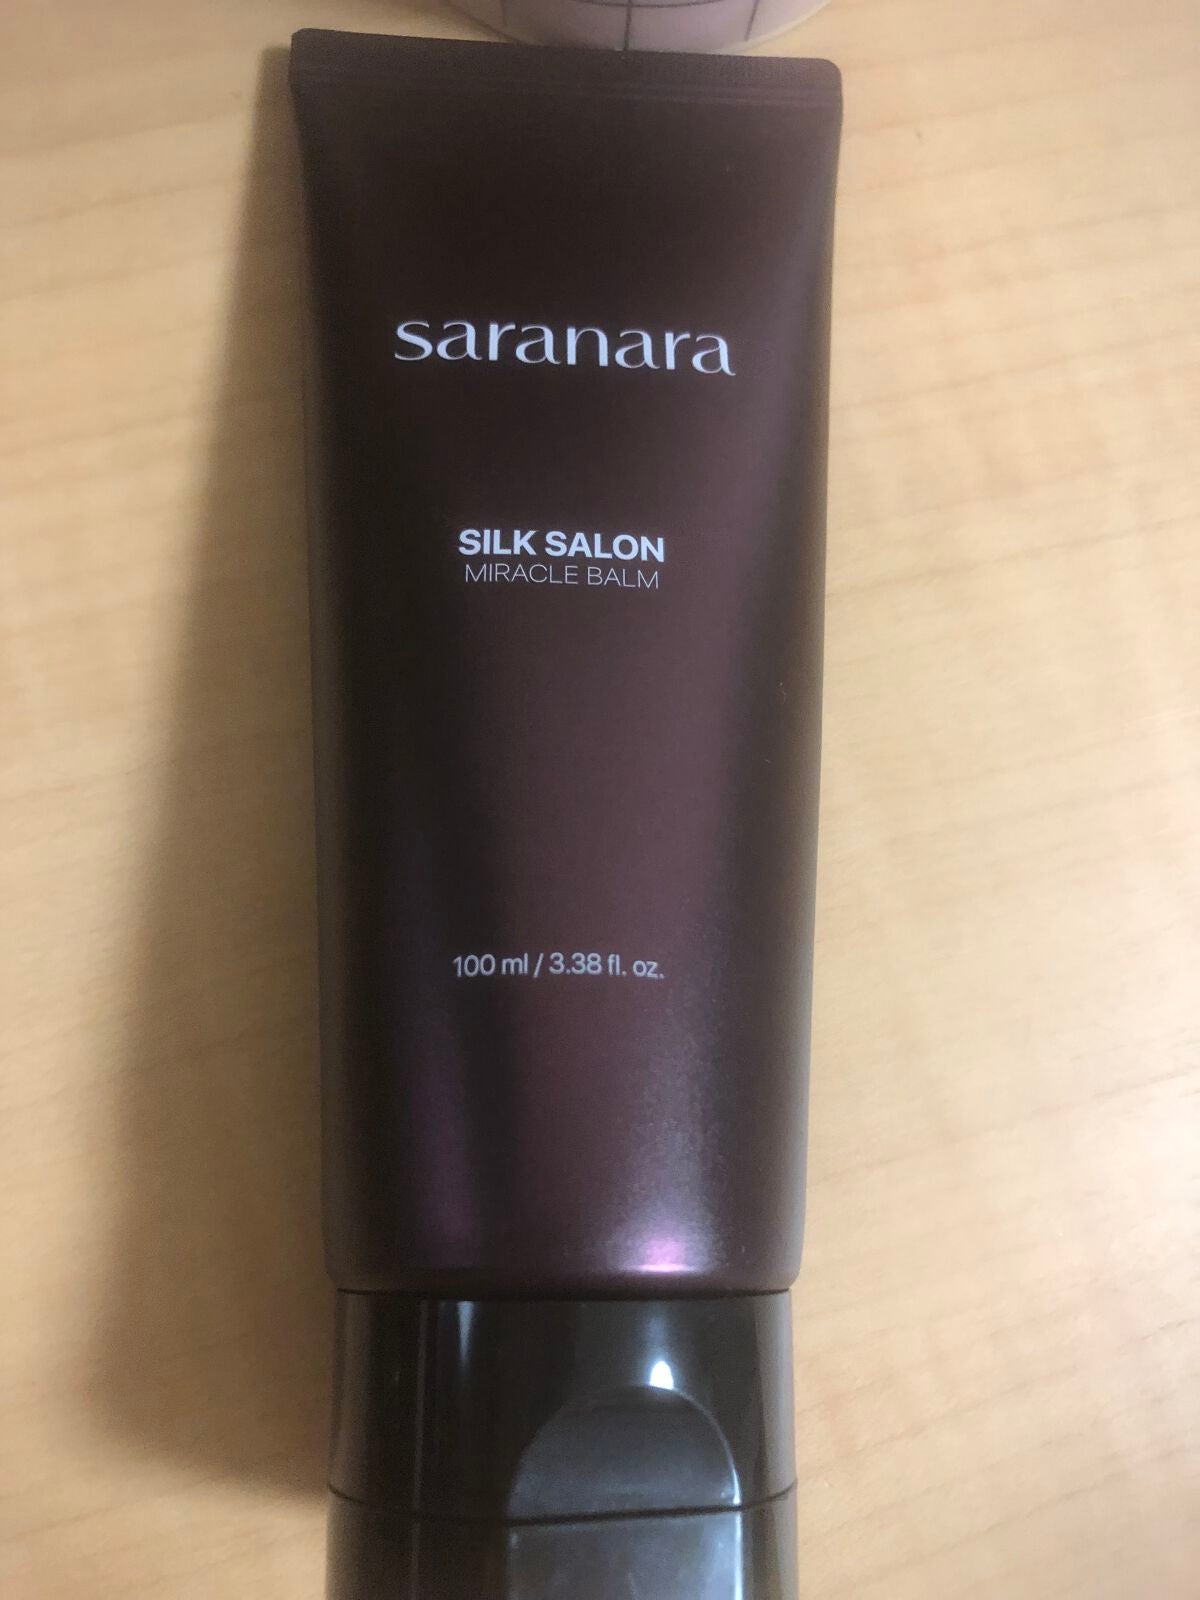 saranara
SILK SALON
MIRACLE BALM
100 ml / 3.38 fl. oz.